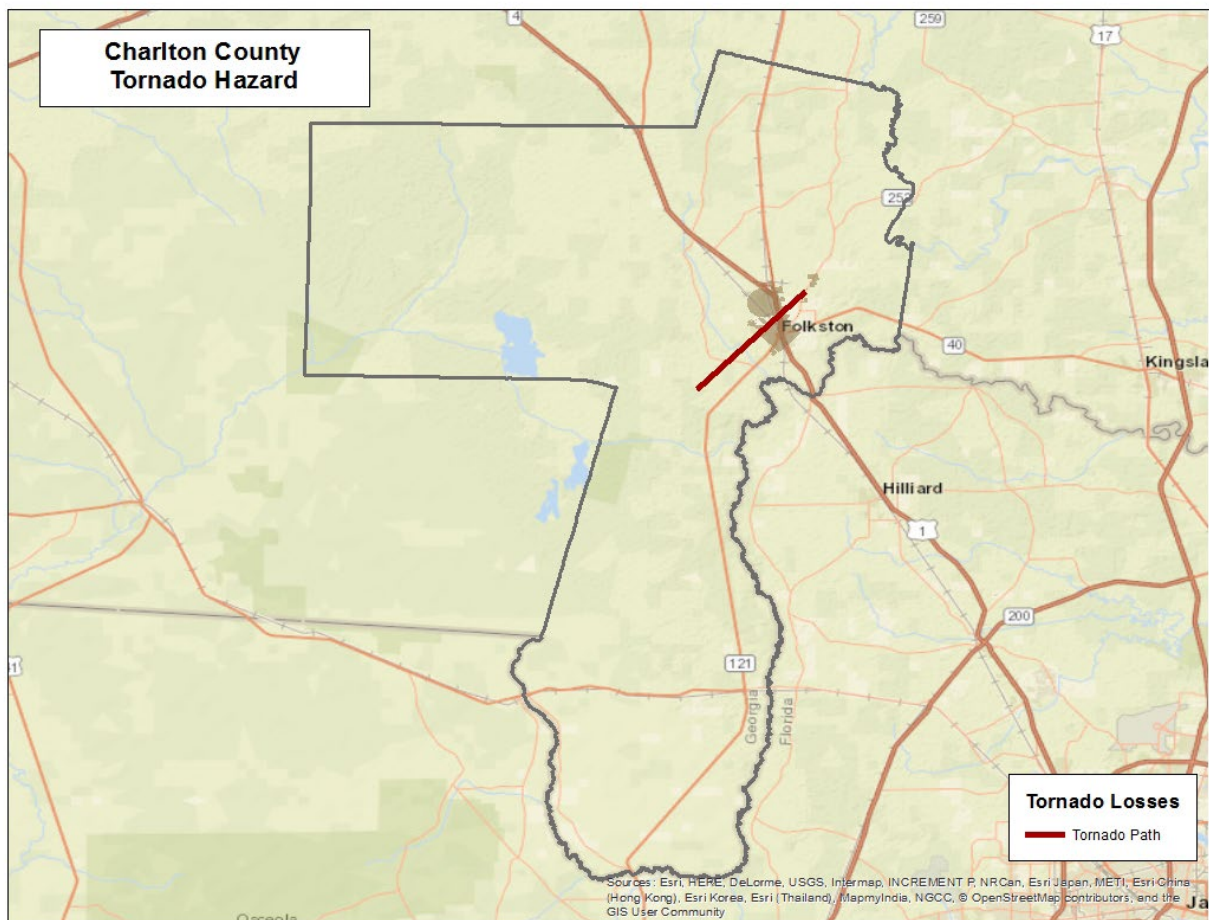 Charlton County
Tornado Hazard
4
259
17
252
Folkston
40
Hilliard
1
200
121
41
Georgia
Florida
Tornado Losses
Tornado Path
Sources: Esri, HERE, DeLorme, USGS, Intermap, INCREMENT P, NRCan, Esri Japan, METI, Esri China
(Hong Kong), Esri Korea, Esri (Thailand), MapmyIndia, NGCC, © OpenStreetMap contributors, and the
GIS User Community
Kingsla
Ja
Osceola